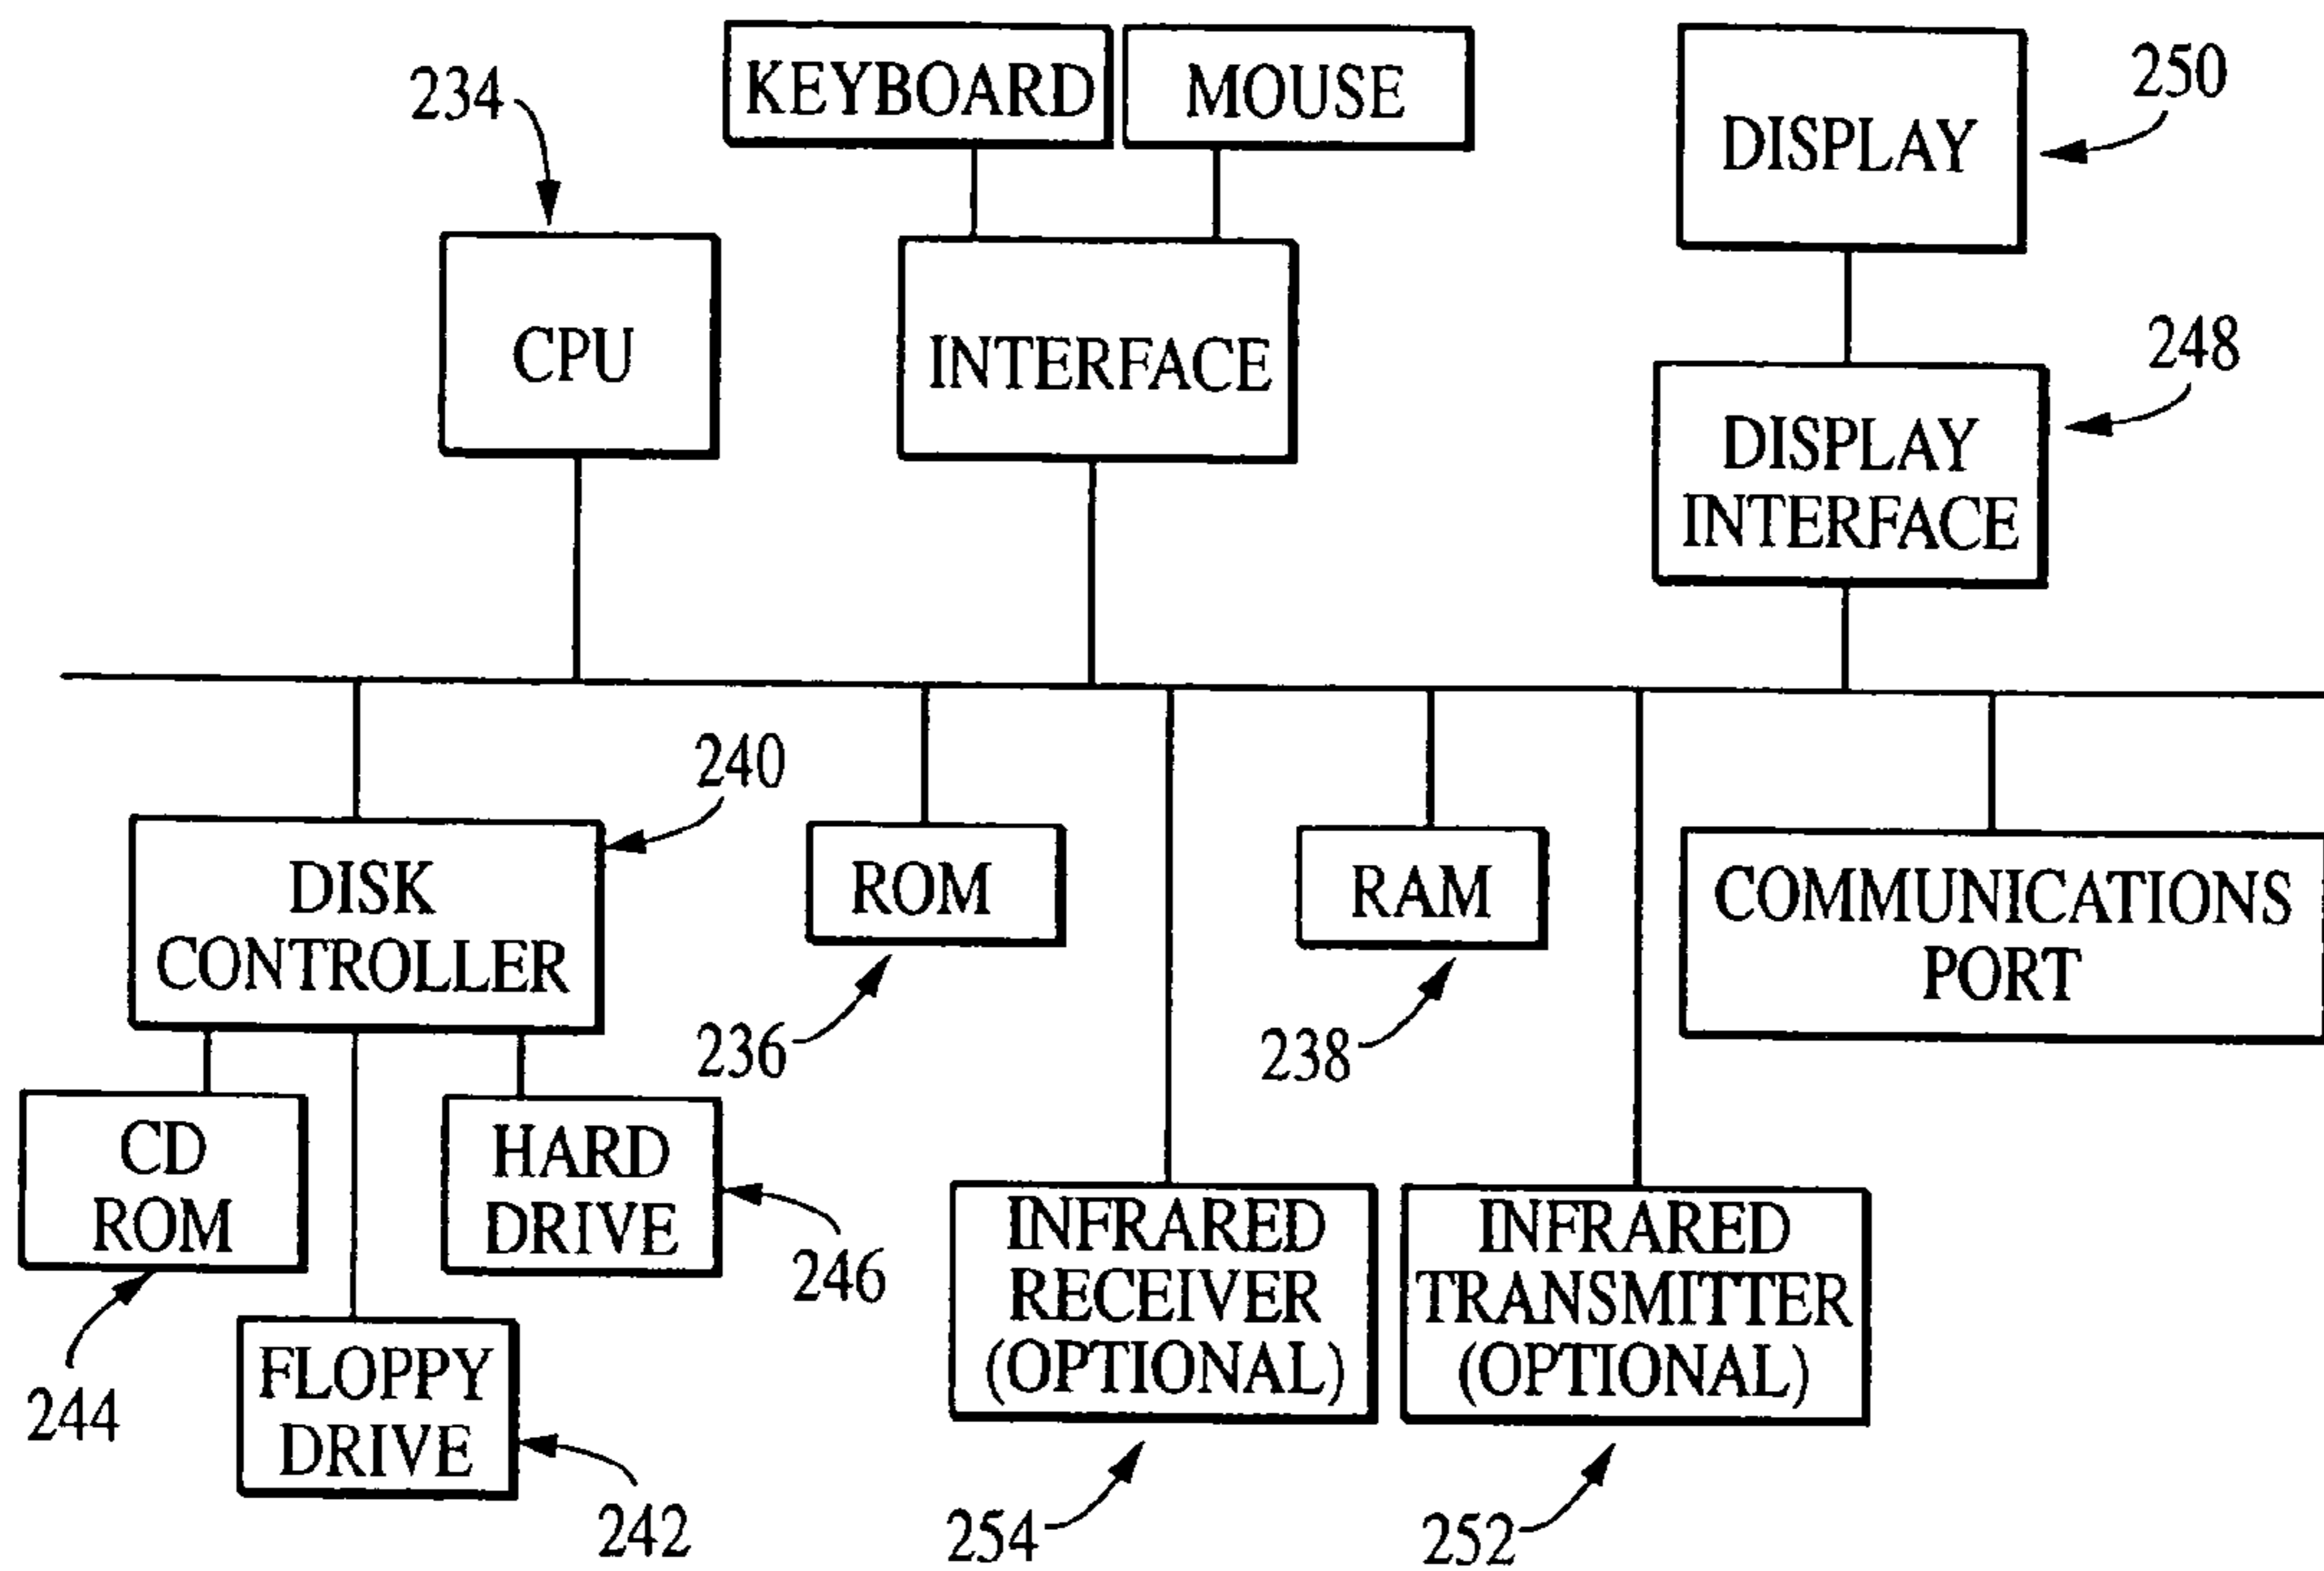 KEYBOARD
MOUSE
250
234
DISPLAY
CPU
INTERFACE
248
DISPLAY
INTERFACE
240
DISK
CONTROLLER
ROM
RAM
COMMUNICATIONS
PORT
236
238
CD
ROM
HARD
DRIVE
246
244
FLOPPY
DRIVE
242
INFRARED
RECEIVER
(OPTIONAL)
INFRARED
TRANSMITTER
(OPTIONAL)
254
252